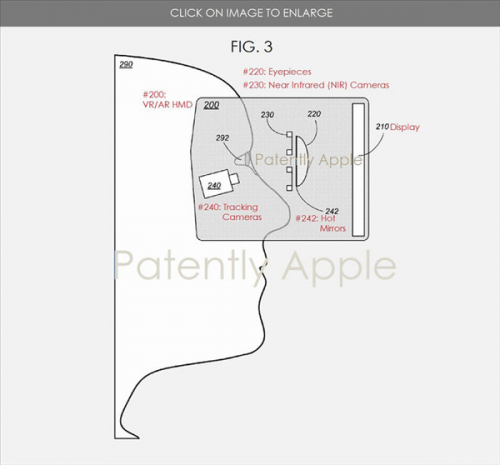 CLICK ON IMAGE TO ENLARGE
FIG. 3
290
#220: Eyepieces
#230: Near Infrared (NIR) Cameras
#200:
VR/AR HMD
200
230
220
210 Display
292
Patently Apple
240
#240: Tracking
Cameras
242
#242: Hot
Mirrors
Patently Apple